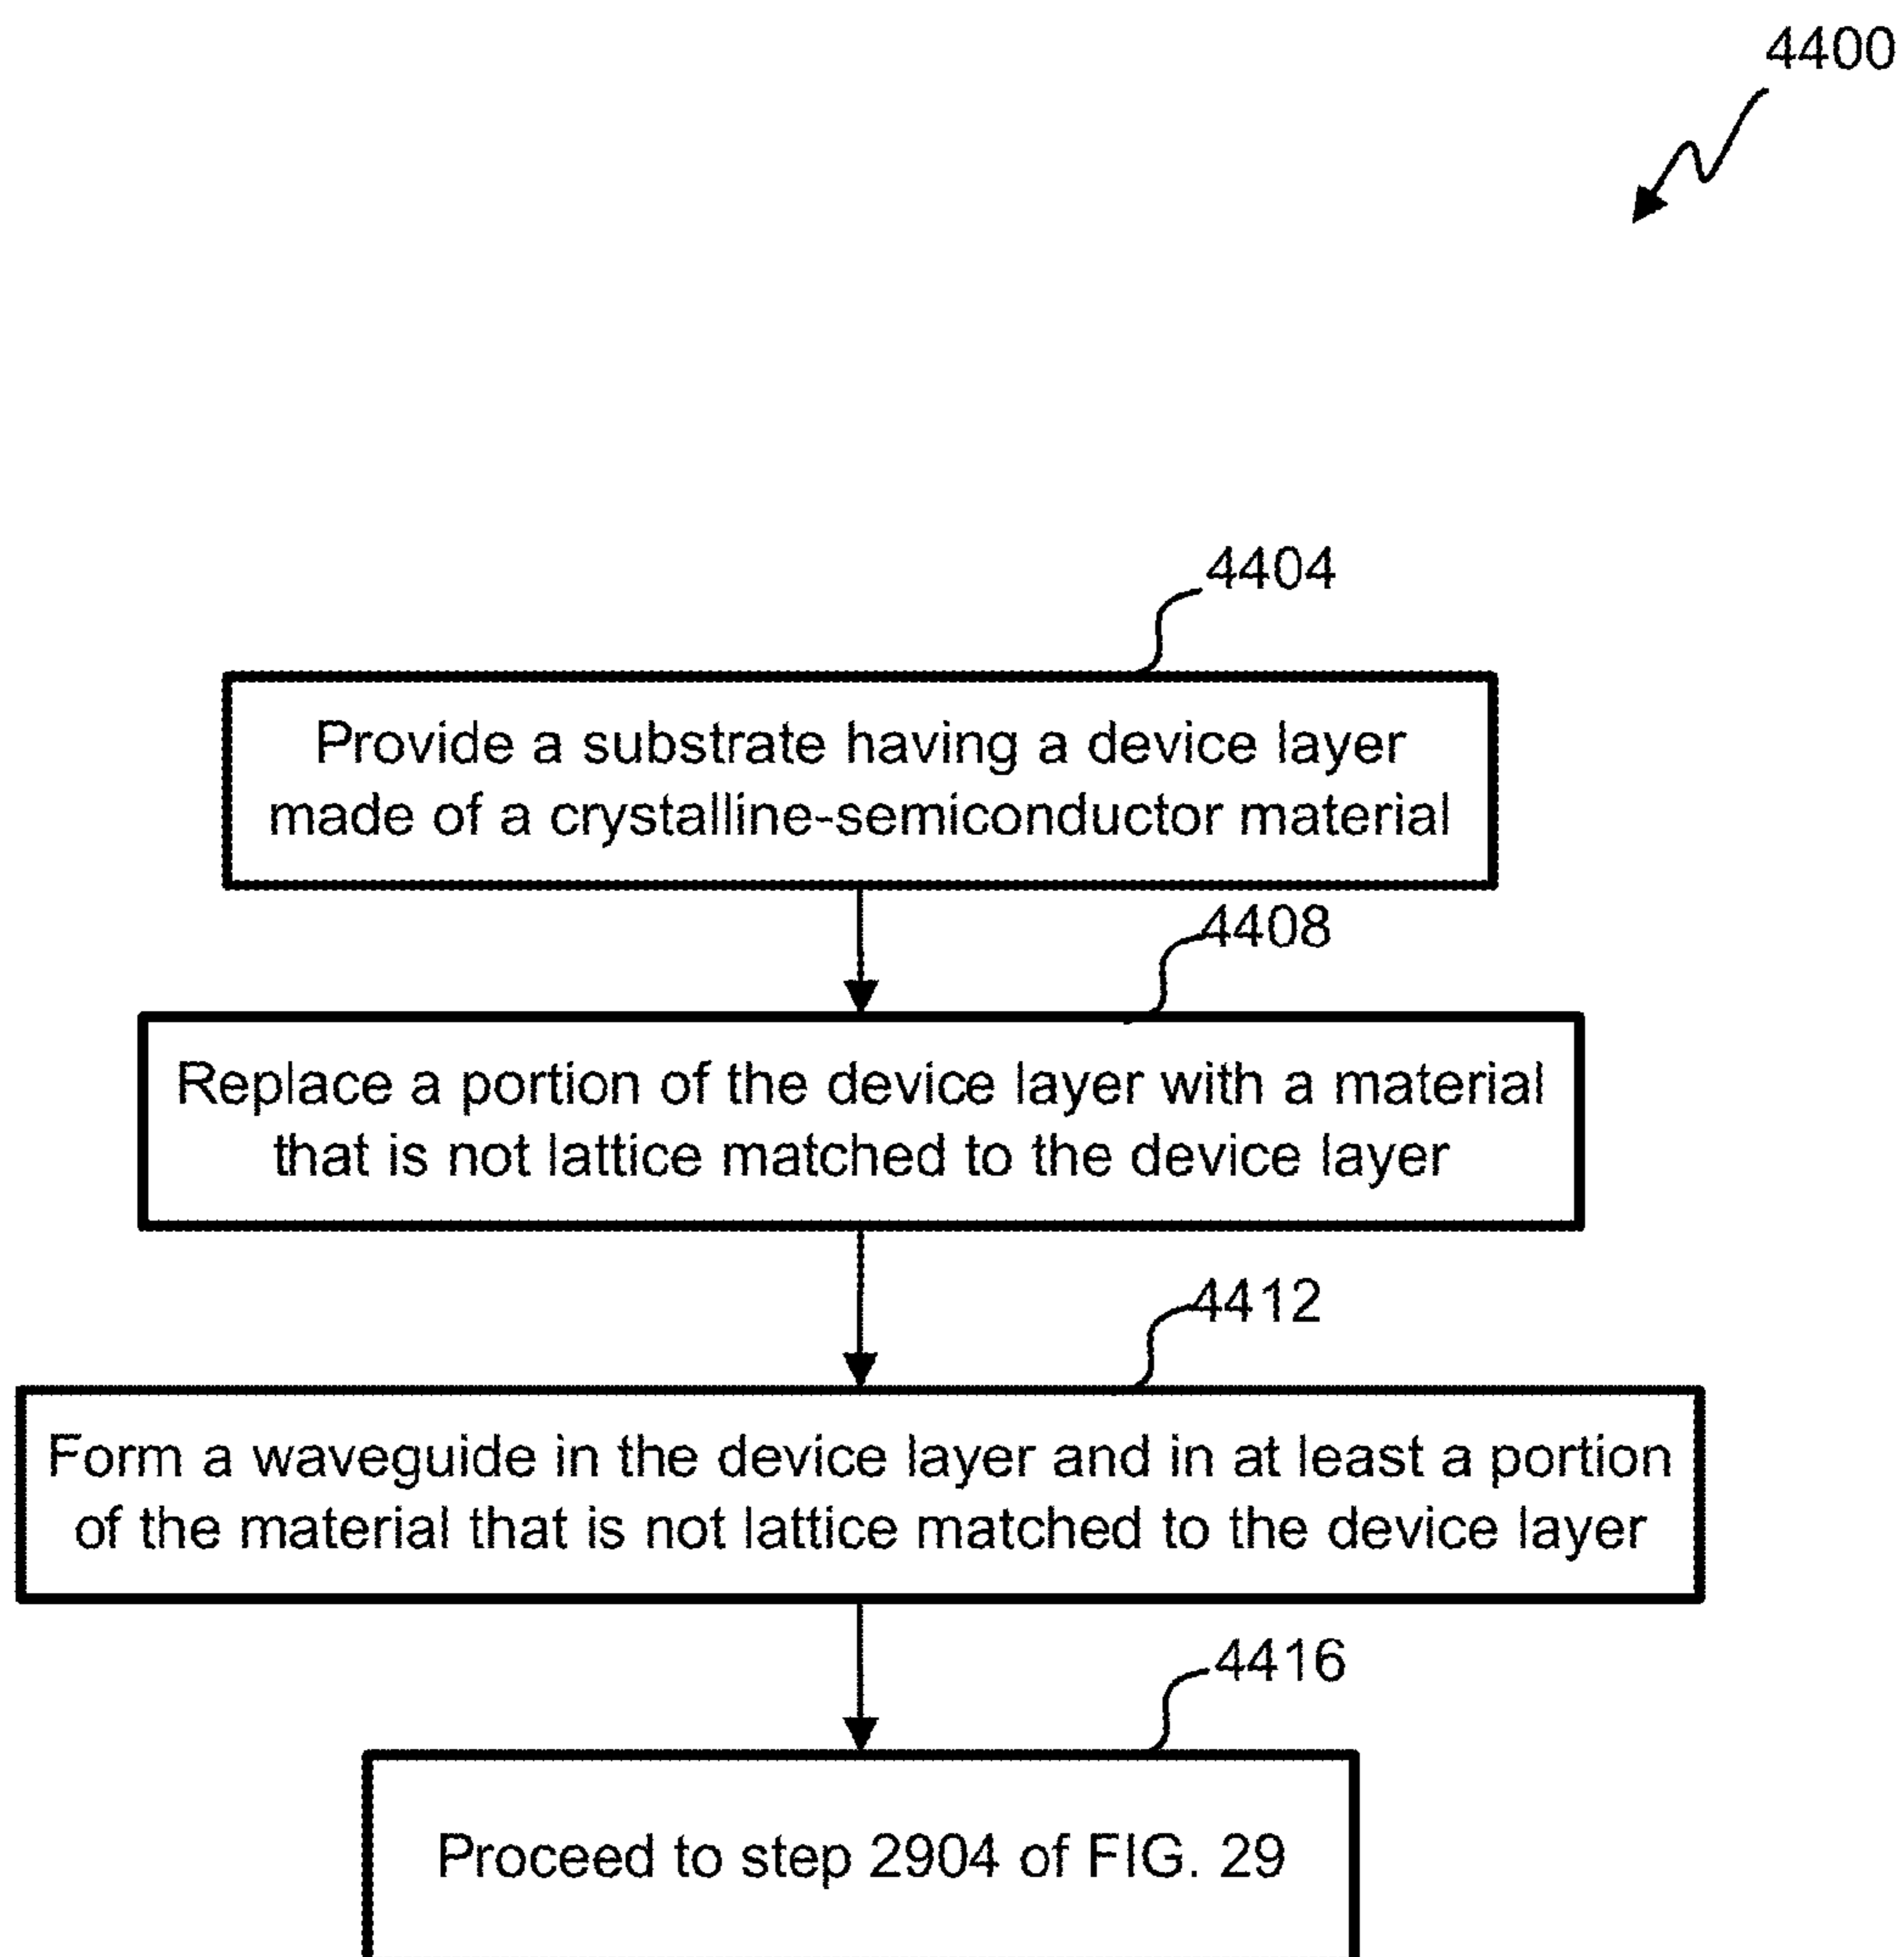 4400
4404
Provide a substrate having a device layer
made of a crystalline-semiconductor material
4408
Replace a portion of the device layer with a material
that is not lattice matched to the device layer
4412
Form a waveguide in the device layer and in at least a portion
of the material that is not lattice matched to the device layer
4416
Proceed to step 2904 of FIG. 29